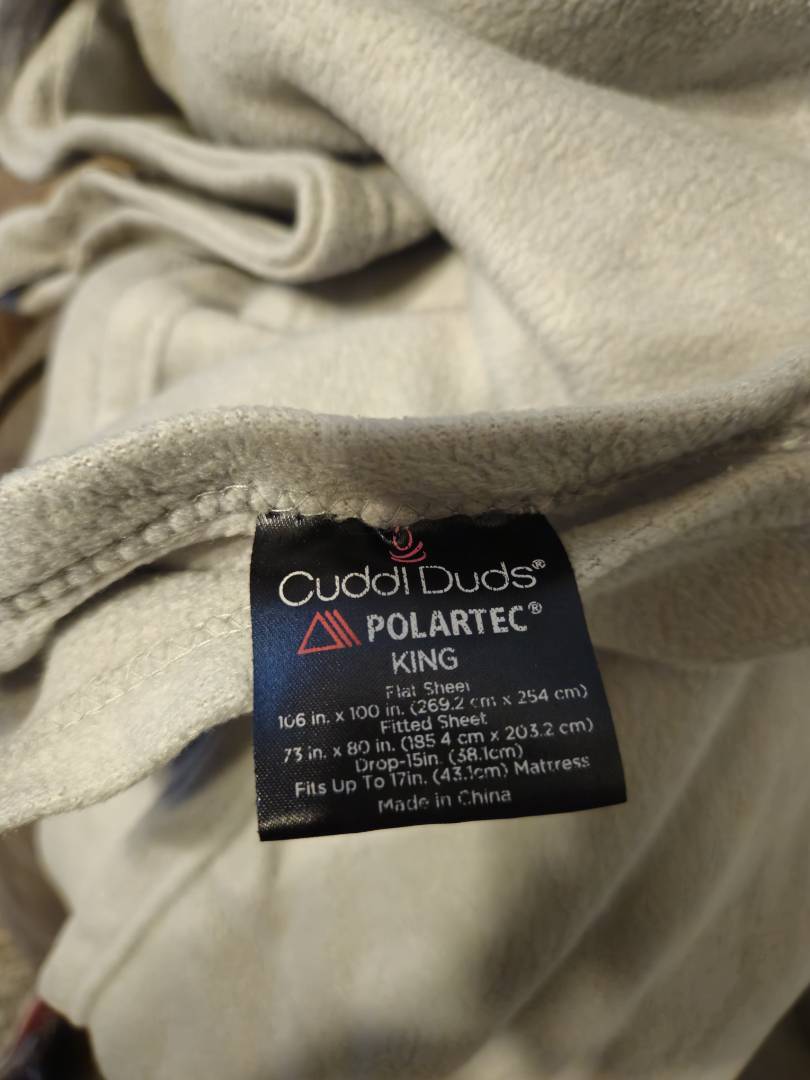 Cuddl Duds®
POLARTEC®
KING
Flat Sheet
106 in. x 100 in. (269.2 cm x 254 cm)
Fitted Sheet
73 in. x 80 in. (185.4 cm x 203.2 cm)
Drop-15in. (38.1cm)
Fits Up To 17in. (43.1cm) Mattress
Made in China